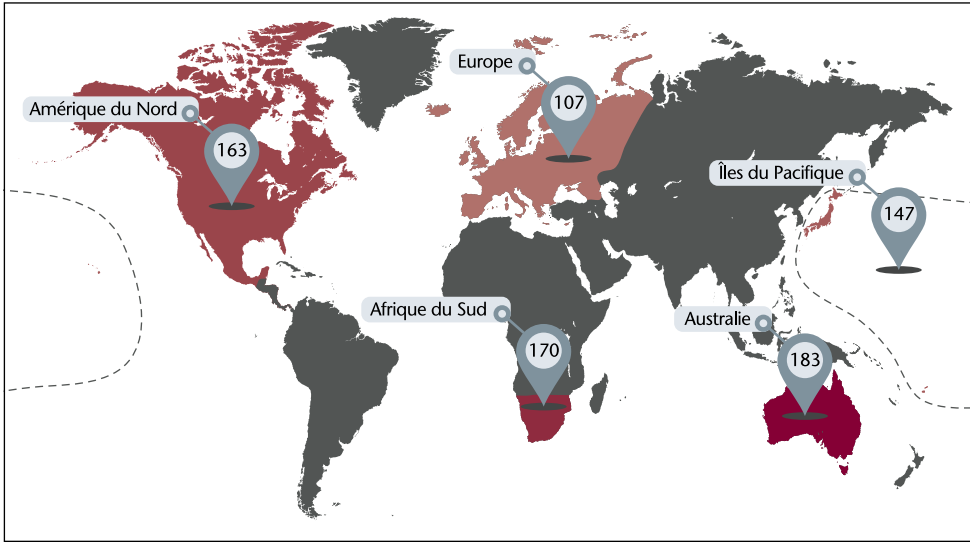 Europe
107
Amérique du Nord
163
Îles du Pacifique
147
Afrique du Sud
170
Australie
183